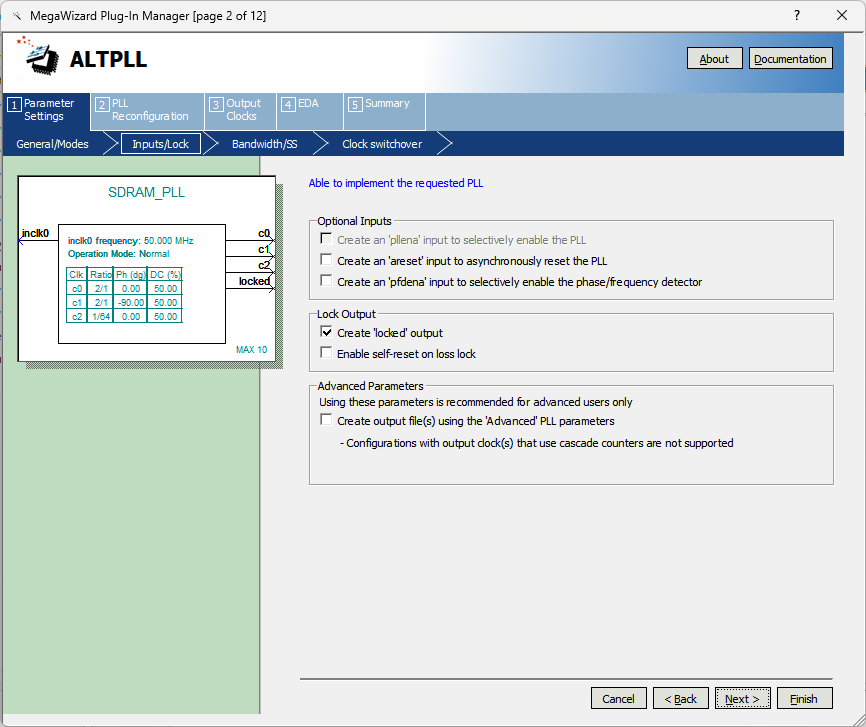 MegaWizard Plug-In Manager [page 2 of 12]
?
ALTPLL
About
Documentation
1 Parameter Settings
2 PLL Reconfiguration
3 Output Clocks
4 EDA
5 Summary
General/Modes
Inputs/Lock
Bandwidth/SS
Clock switchover
SDRAM_PLL
inclk0
inclk0 frequency: 50.000 MHz
Operation Mode: Normal
Clk Ratio Ph (dg) DC (%)
c0 2/1 0.00 50.00
c1 2/1 -90.00 50.00
c2 1/64 0.00 50.00
c0
c1
c2
locked
MAX 10
Able to implement the requested PLL
Optional Inputs
Create an 'pllena' input to selectively enable the PLL
Create an 'areset' input to asynchronously reset the PLL
Create an 'pfdena' input to selectively enable the phase/frequency detector
Lock Output
Create 'locked' output
Enable self-reset on loss lock
Advanced Parameters
Using these parameters is recommended for advanced users only
Create output file(s) using the 'Advanced' PLL parameters
- Configurations with output clock(s) that use cascade counters are not supported
Cancel
< Back
Next >
Finish